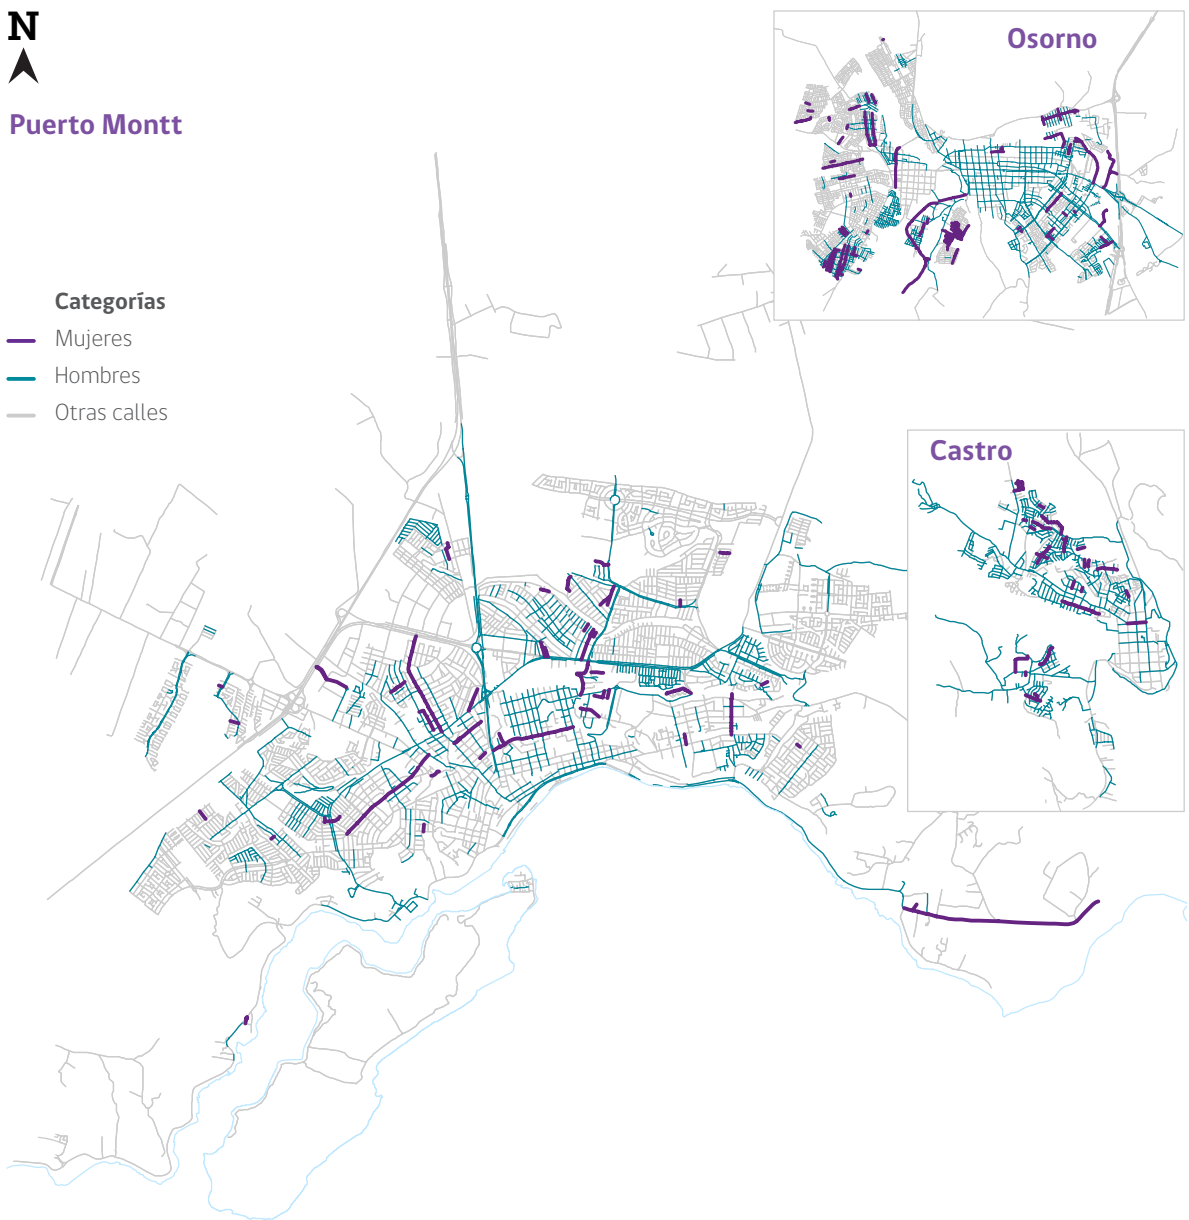 N
Puerto Montt
Categorías
Mujeres
Hombres
Otras calles
Osorno
Castro